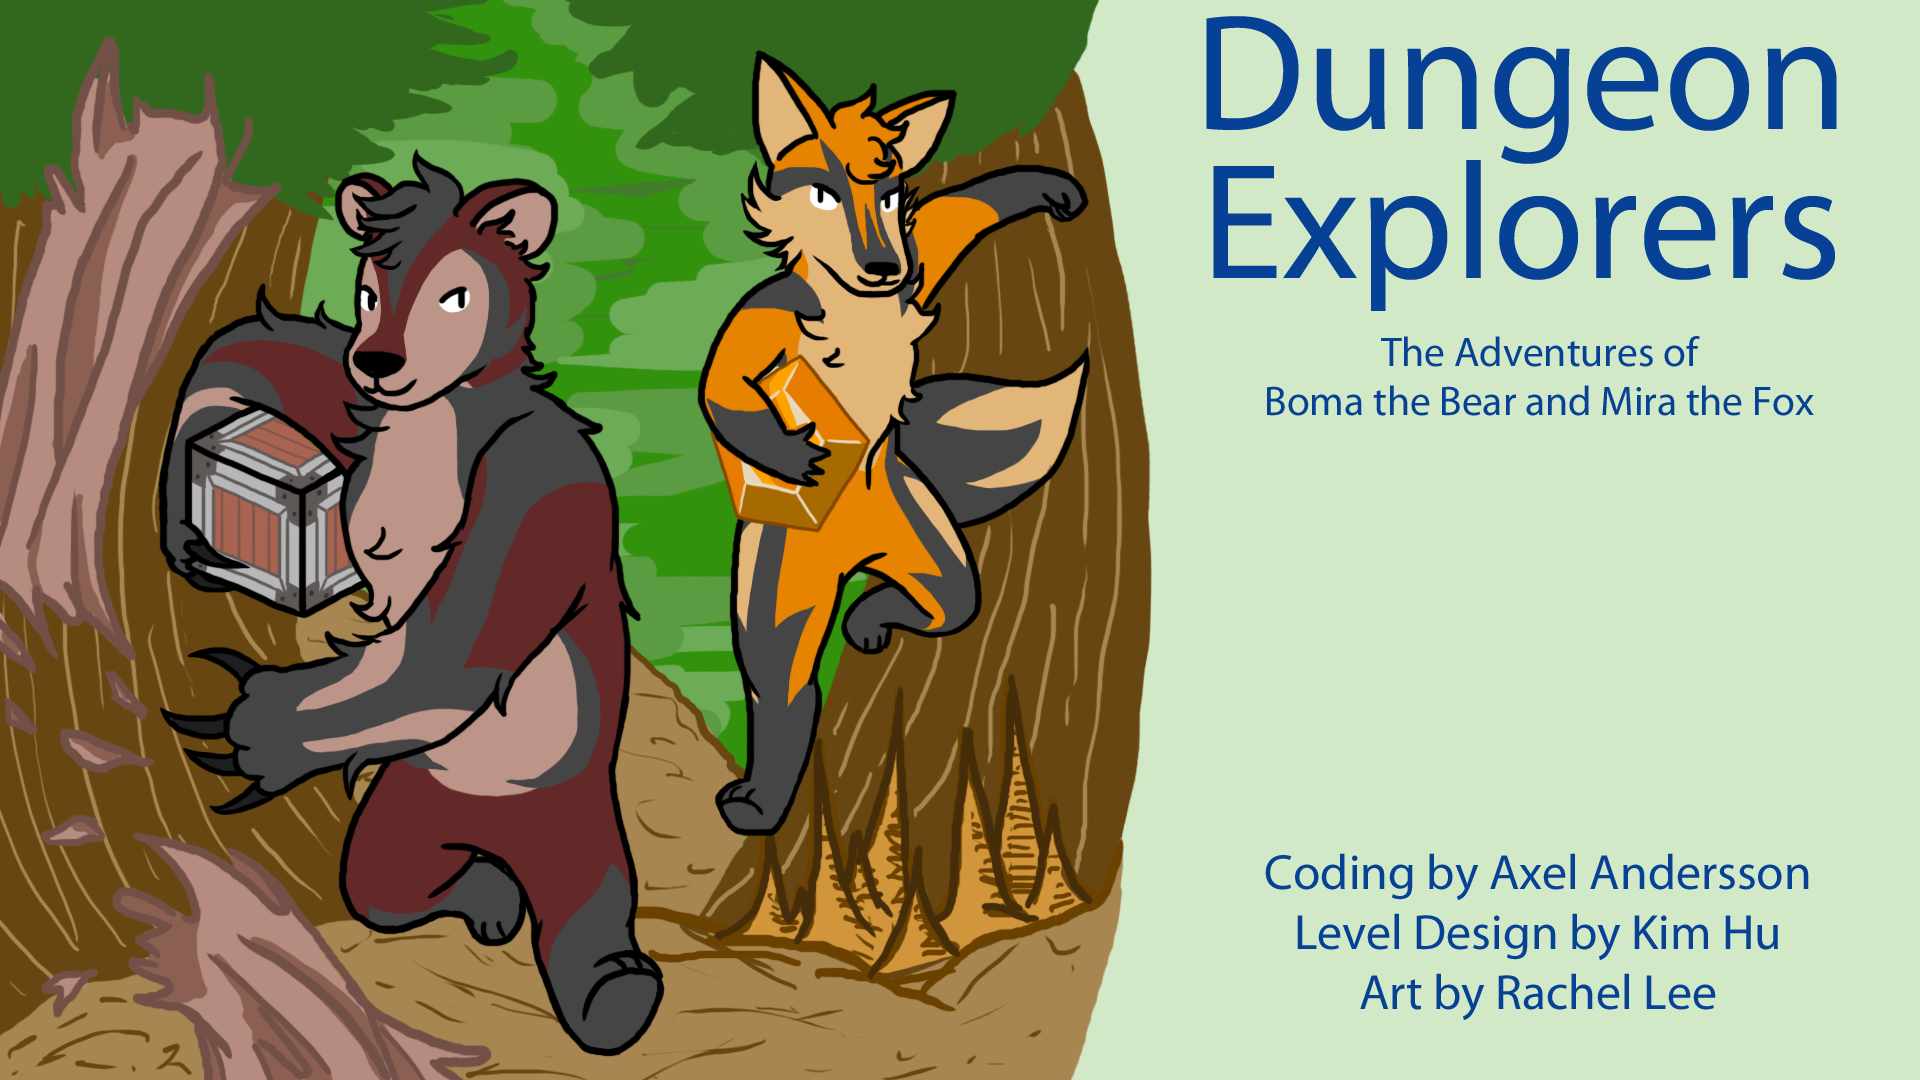 Dungeon
Explorers
The Adventures of
Boma the Bear and Mira the Fox
Coding by Axel Andersson
Level Design by Kim Hu
Art by Rachel Lee